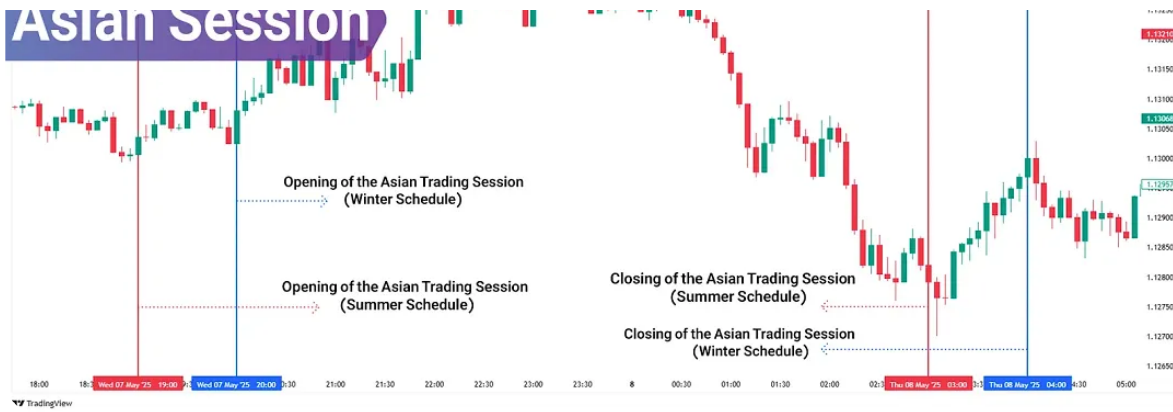 Asian Session
1.13210
1.13150
1.13068
1.13050
1.13000
1.12957
Opening of the Asian Trading Session
(Winter Schedule)
1.12900
1.12850
Opening of the Asian Trading Session
(Summer Schedule)
Closing of the Asian Trading Session
(Summer Schedule)
1.12800
1.12750
Closing of the Asian Trading Session
(Winter Schedule)
1.12700
1.12650
18:00 Wed 07 May '25 19:00 Wed 07 May '25 20:00 21:00 21:30 22:00 22:30 23:00 23:30 8 00:30 01:00 01:30 02:00 02:30 Thu 08 May '25 03:00 Thu 08 May '25 04:00 05:00
TradingView